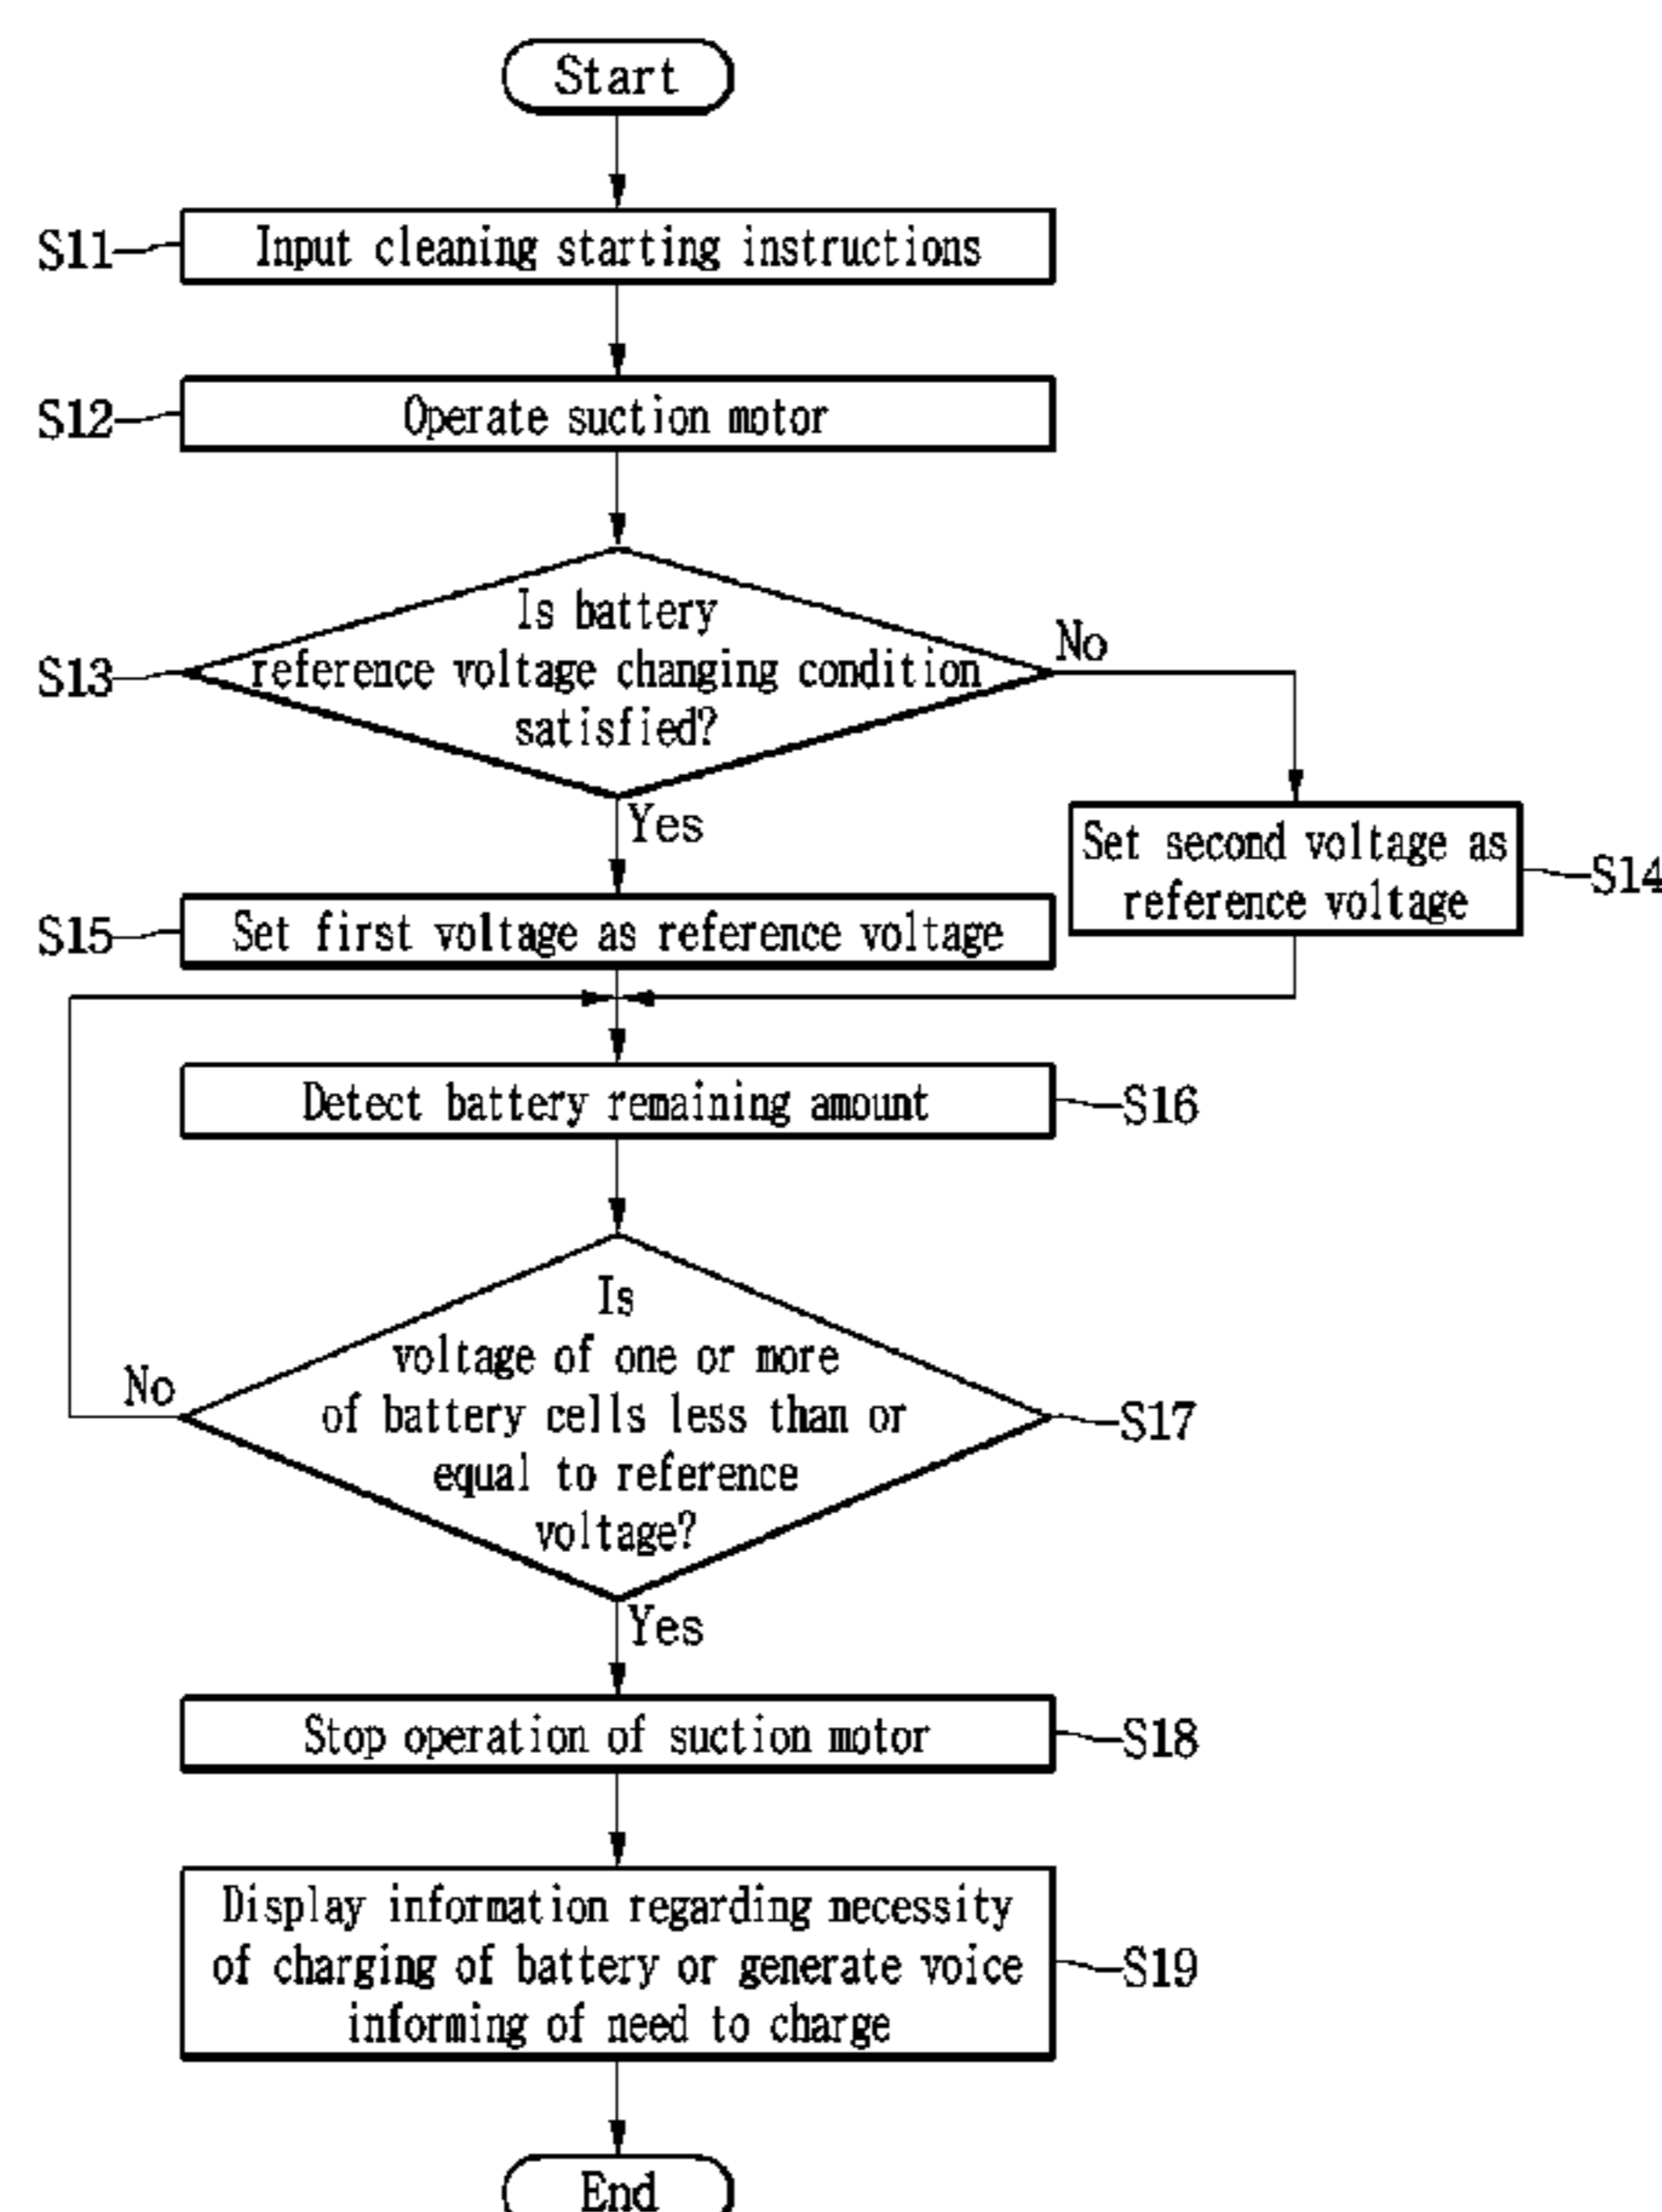 Start
S11
Input cleaning starting instructions
S12
Operate suction motor
S13
Is battery
reference voltage changing condition
satisfied?
No
Yes
Set second voltage as
reference voltage
S14
S15
Set first voltage as reference voltage
Detect battery remaining amount
S16
Is
voltage of one or more
of battery cells less than or
equal to reference
voltage?
No
S17
Yes
Stop operation of suction motor
S18
Display information regarding necessity
of charging of battery or generate voice
informing of need to charge
S19
End